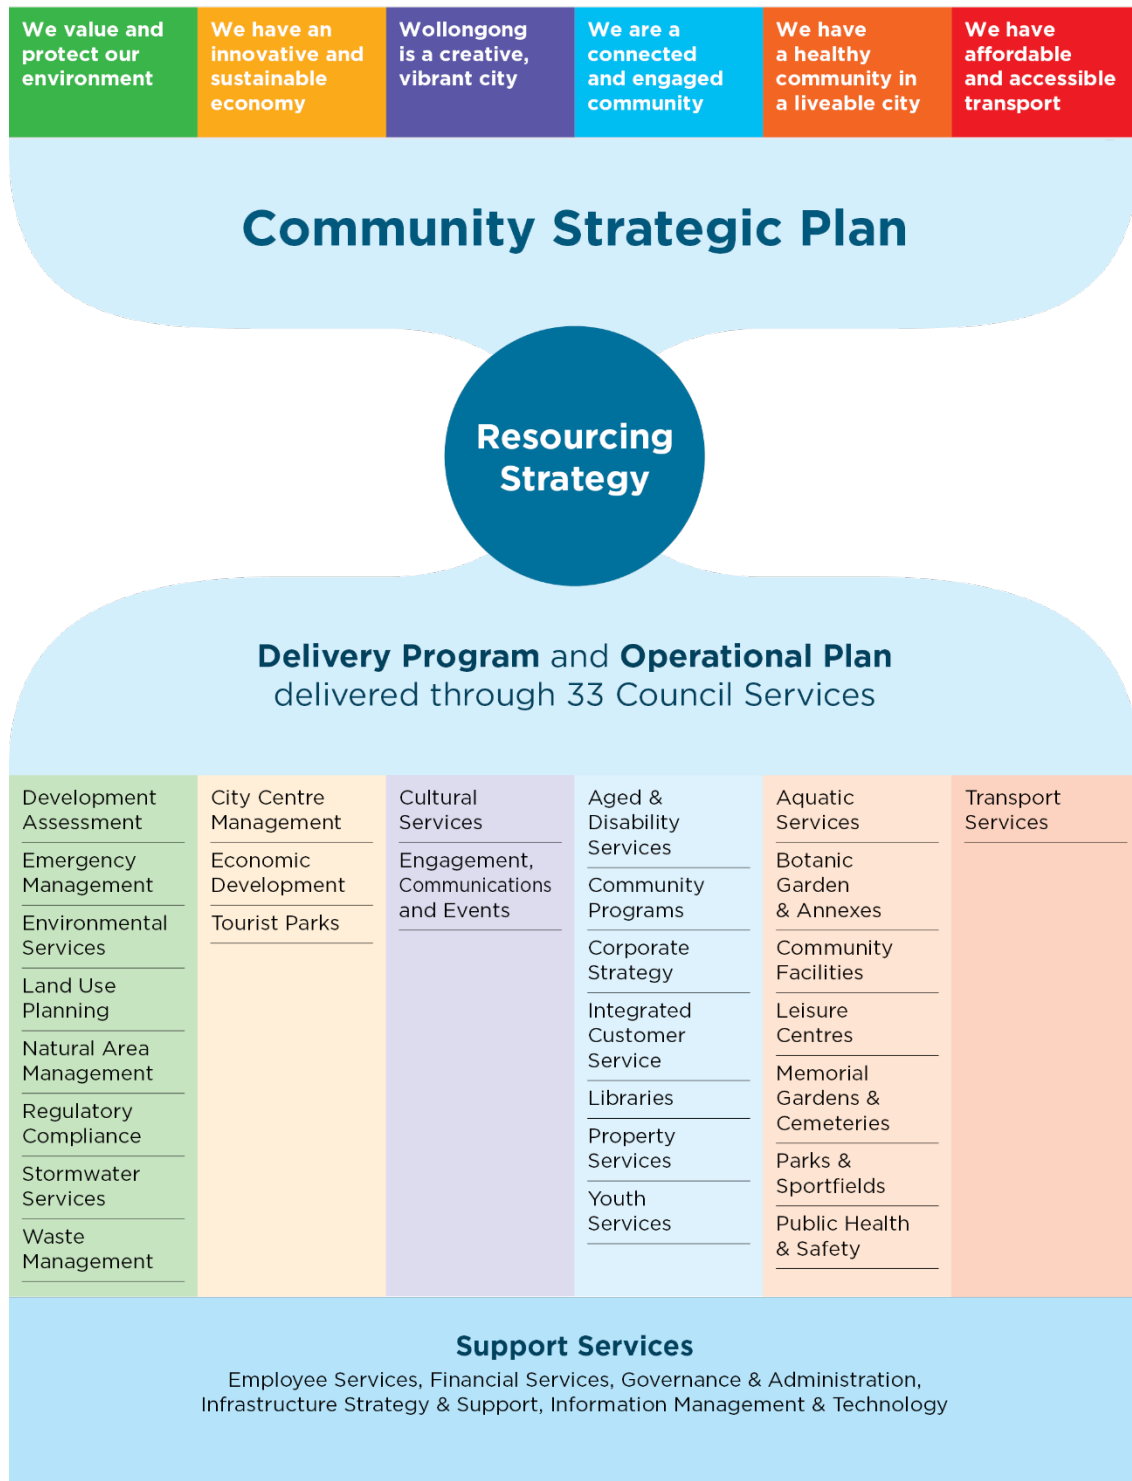 We value and
protect our
environment
We have an
innovative and
sustainable
economy
Wollongong
is a creative,
vibrant city
We are a
connected
and engaged
community
We have
a healthy
community in
a liveable city
We have
affordable
and accessible
transport
Community Strategic Plan
Resourcing
Strategy
Delivery Program and Operational Plan
delivered through 33 Council Services
Development
Assessment
Emergency
Management
Environmental
Services
Land Use
Planning
Natural Area
Management
Regulatory
Compliance
Stormwater
Services
Waste
Management
City Centre
Management
Economic
Development
Tourist Parks
Cultural
Services
Engagement,
Communications
and Events
Aged &
Disability
Services
Community
Programs
Corporate
Strategy
Integrated
Customer
Service
Libraries
Property
Services
Youth
Services
Aquatic
Services
Botanic
Garden
& Annexes
Community
Facilities
Leisure
Centres
Memorial
Gardens &
Cemeteries
Parks &
Sportfields
Public Health
& Safety
Transport
Services
Support Services
Employee Services, Financial Services, Governance & Administration,
Infrastructure Strategy & Support, Information Management & Technology